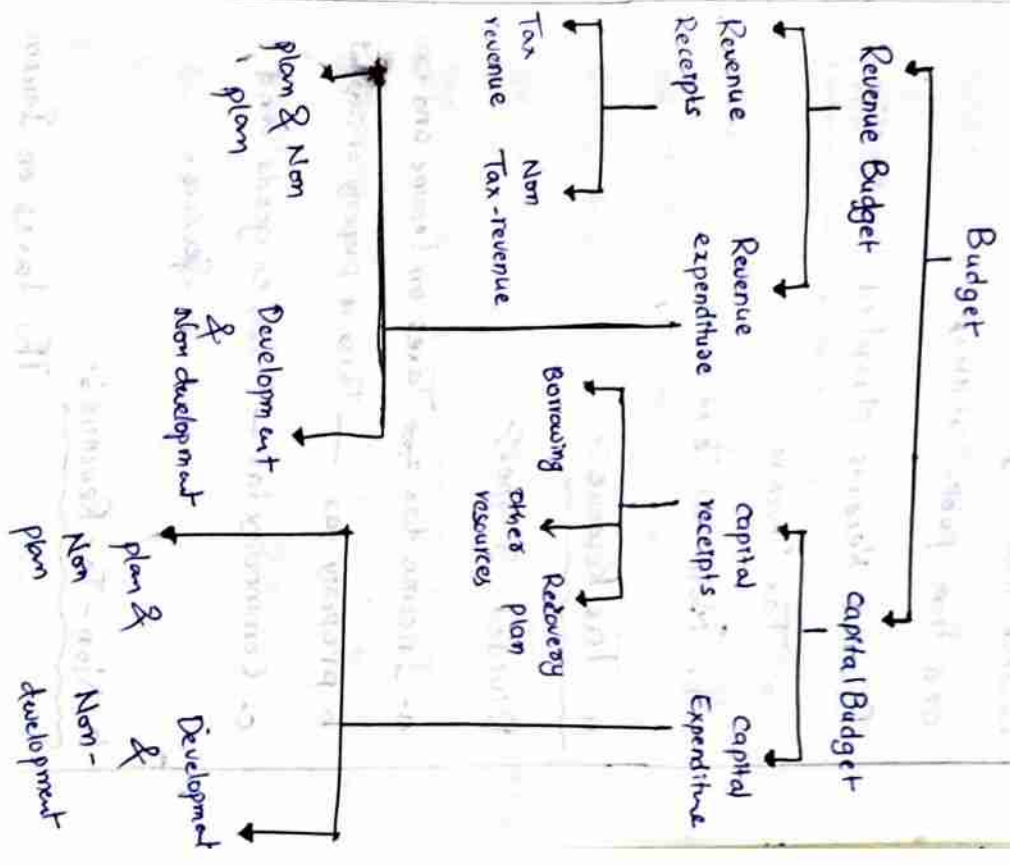 Budget
Revenue Budget
Capital Budget
Revenue
Receipts
Revenue
expenditure
capital
receipts
Capital
Expenditure
Tax
revenue
Non
Tax-revenue
Borrowing
other
resources
Recovery
plan
plan & Non
plan
Development
&
Non development
plan &
Non
plan
Development
&
Non-
development